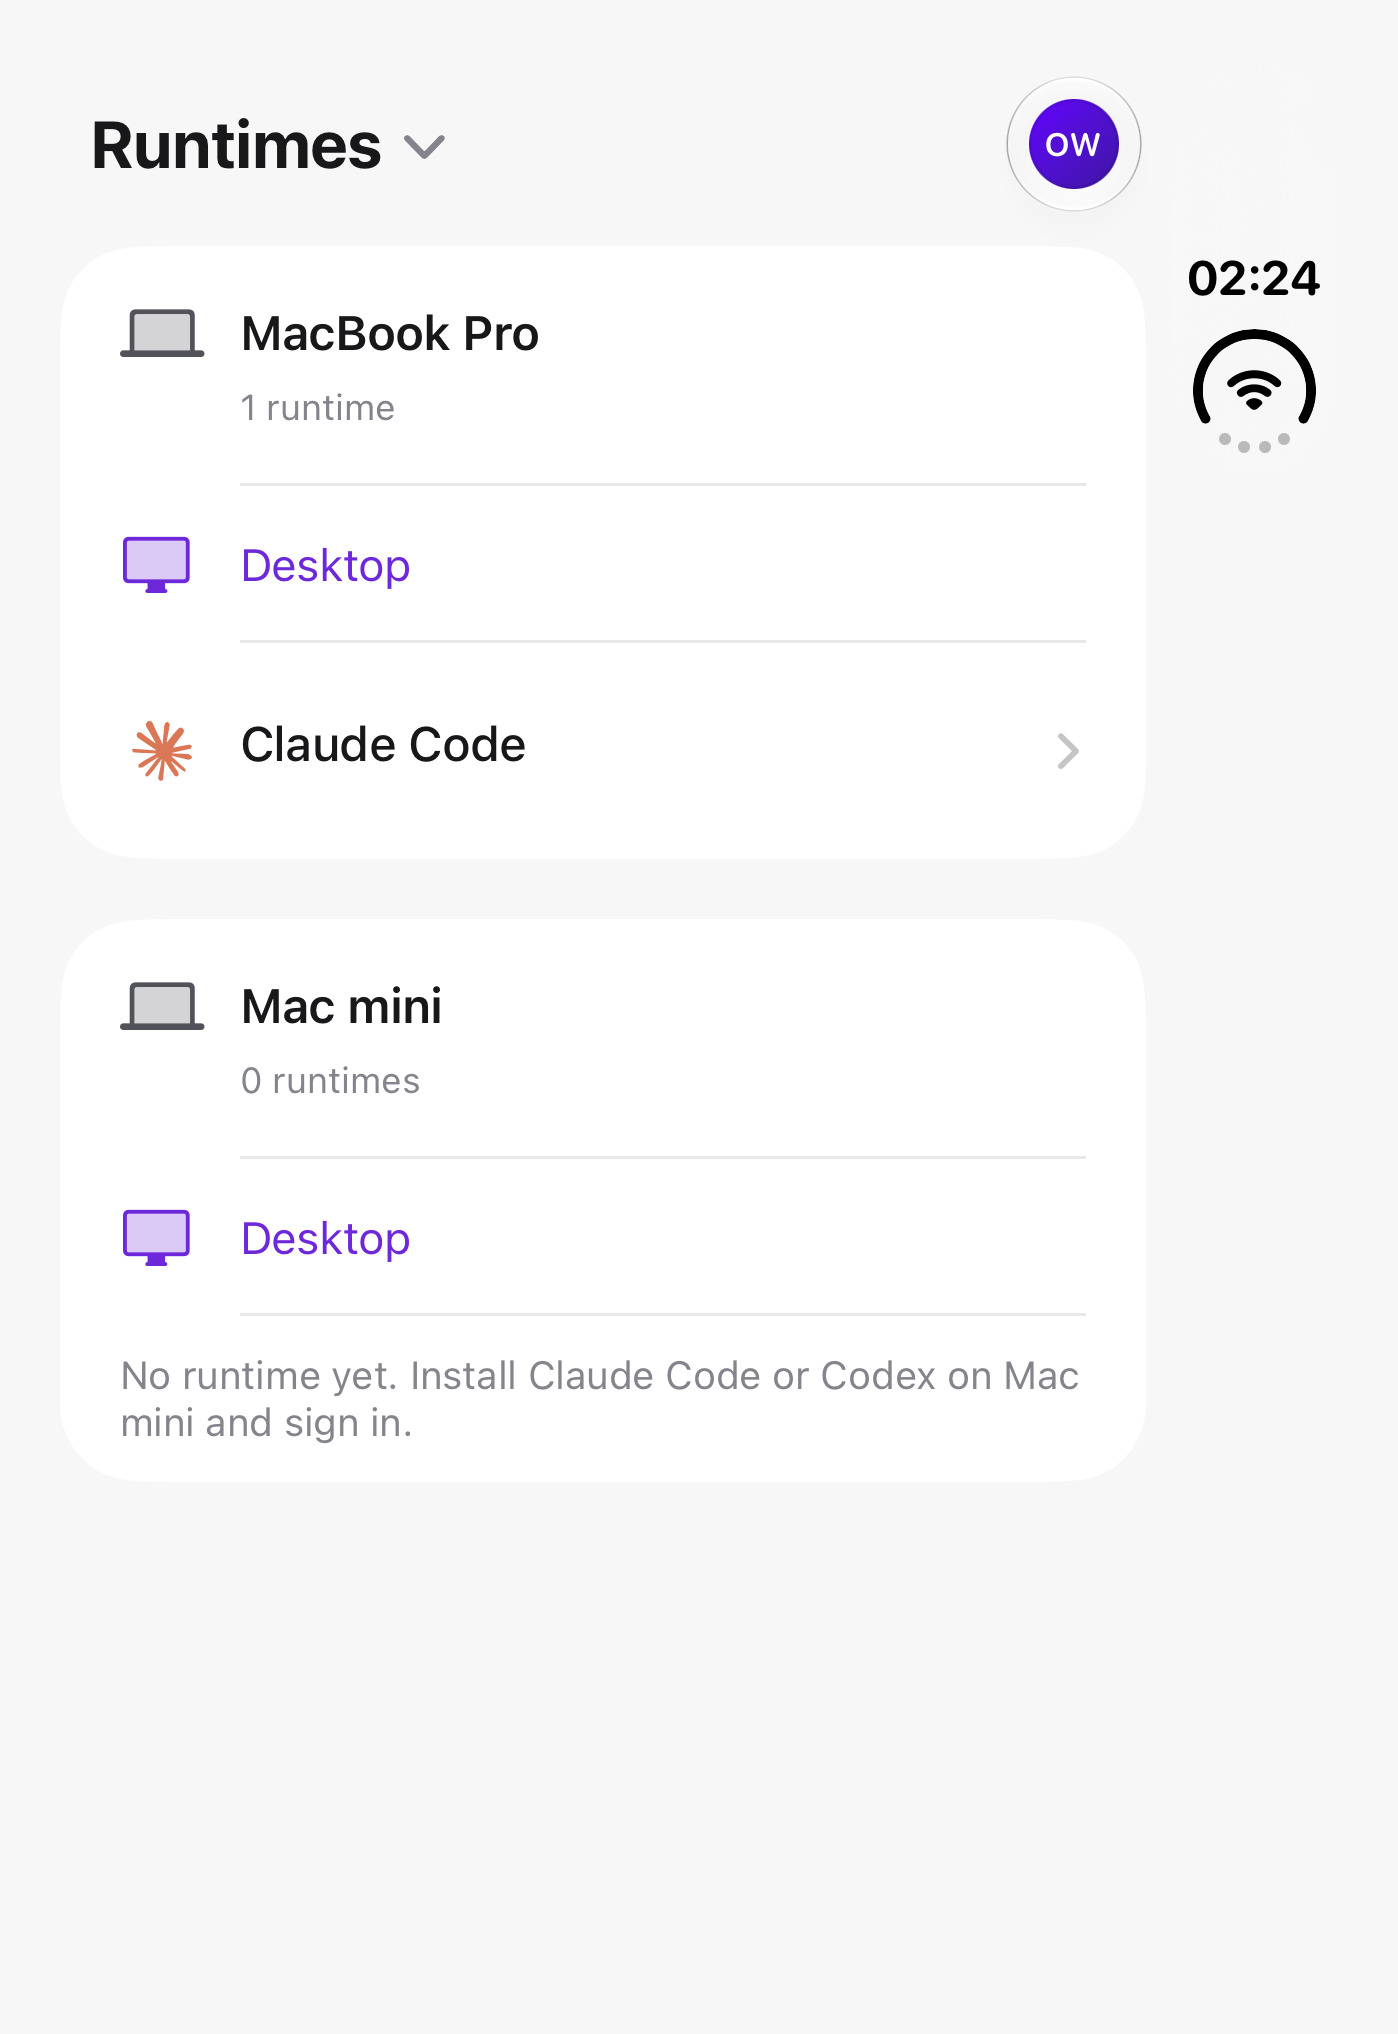 Runtimes
OW
02:24
MacBook Pro
1 runtime
Desktop
Claude Code
Mac mini
0 runtimes
Desktop
No runtime yet. Install Claude Code or Codex on Mac
mini and sign in.